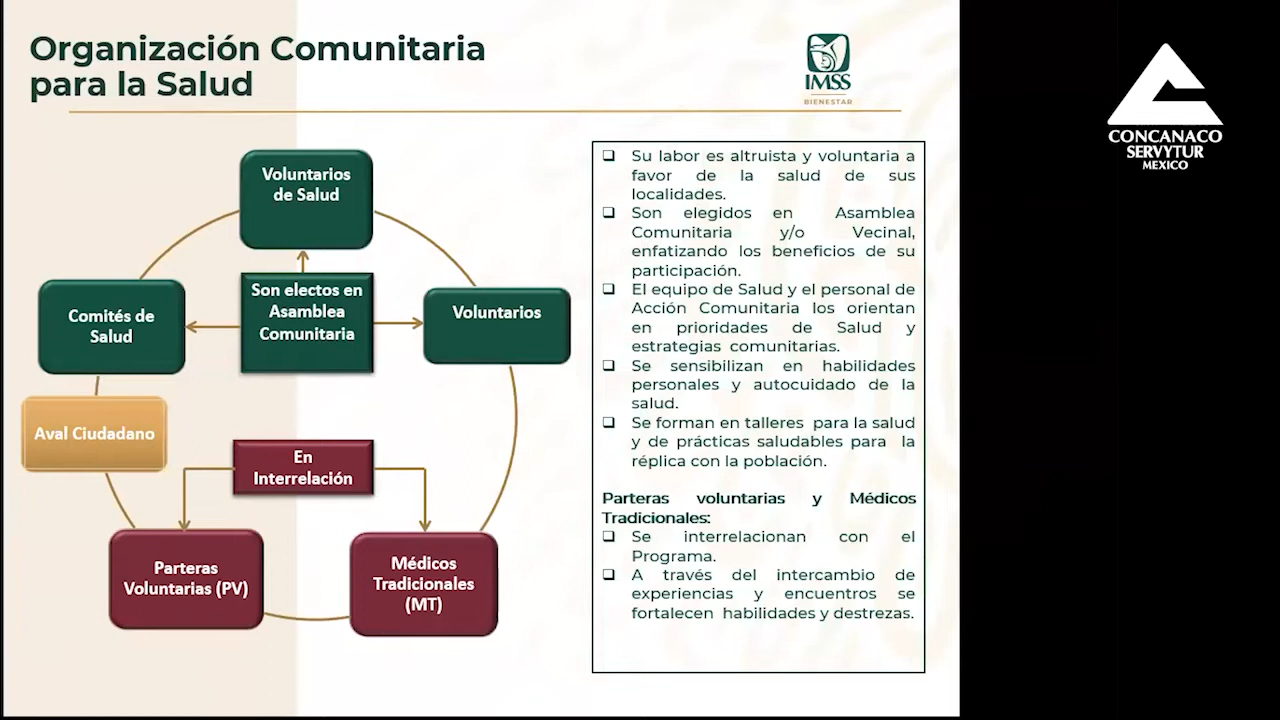 Organización Comunitaria
para la Salud
IMSS
BIENESTAR
CONCANACO
SERVYTUR
MEXICO
Voluntarios
de Salud
Son electos en
Asamblea
Comunitaria
Comités de
Salud
Voluntarios
Aval Ciudadano
En
Interrelación
Parteras
Voluntarias (PV)
Médicos
Tradicionales
(MT)
Su labor es altruista y voluntaria a
favor de la salud de sus
localidades.
Son elegidos en Asamblea
Comunitaria y/o Vecinal,
enfatizando los beneficios de su
participación.
El equipo de Salud y el personal de
Acción Comunitaria los orientan
en prioridades de Salud y
estrategias comunitarias.
Se sensibilizan en habilidades
personales y autocuidado de la
salud.
Se forman en talleres para la salud
y de prácticas saludables para la
réplica con la población.
Parteras voluntarias y Médicos
Tradicionales:
Se interrelacionan con el
Programa.
A través del intercambio de
experiencias y encuentros se
fortalecen habilidades y destrezas.